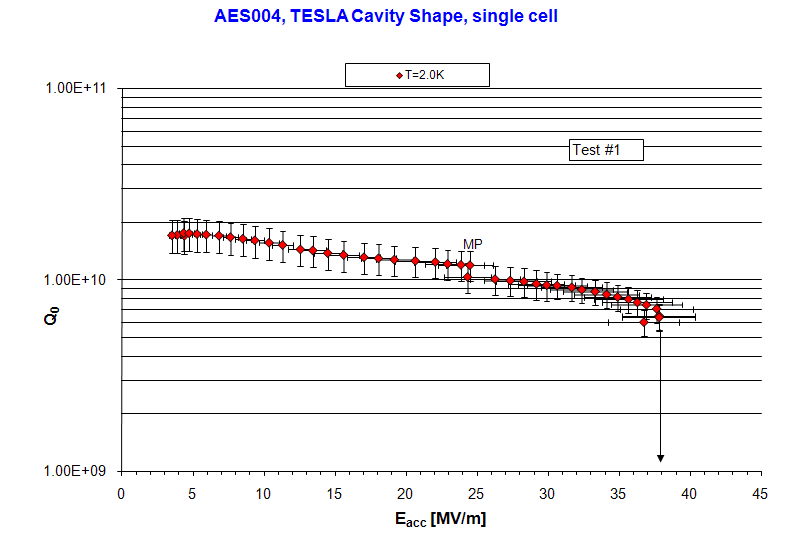 AES004, TESLA Cavity Shape, single cell
T=2.0K
1.00E+11
Test #1
MP
1.00E+10
Q0
1.00E+09
0 5 10 15 20 25 30 35 40 45
Eacc [MV/m]